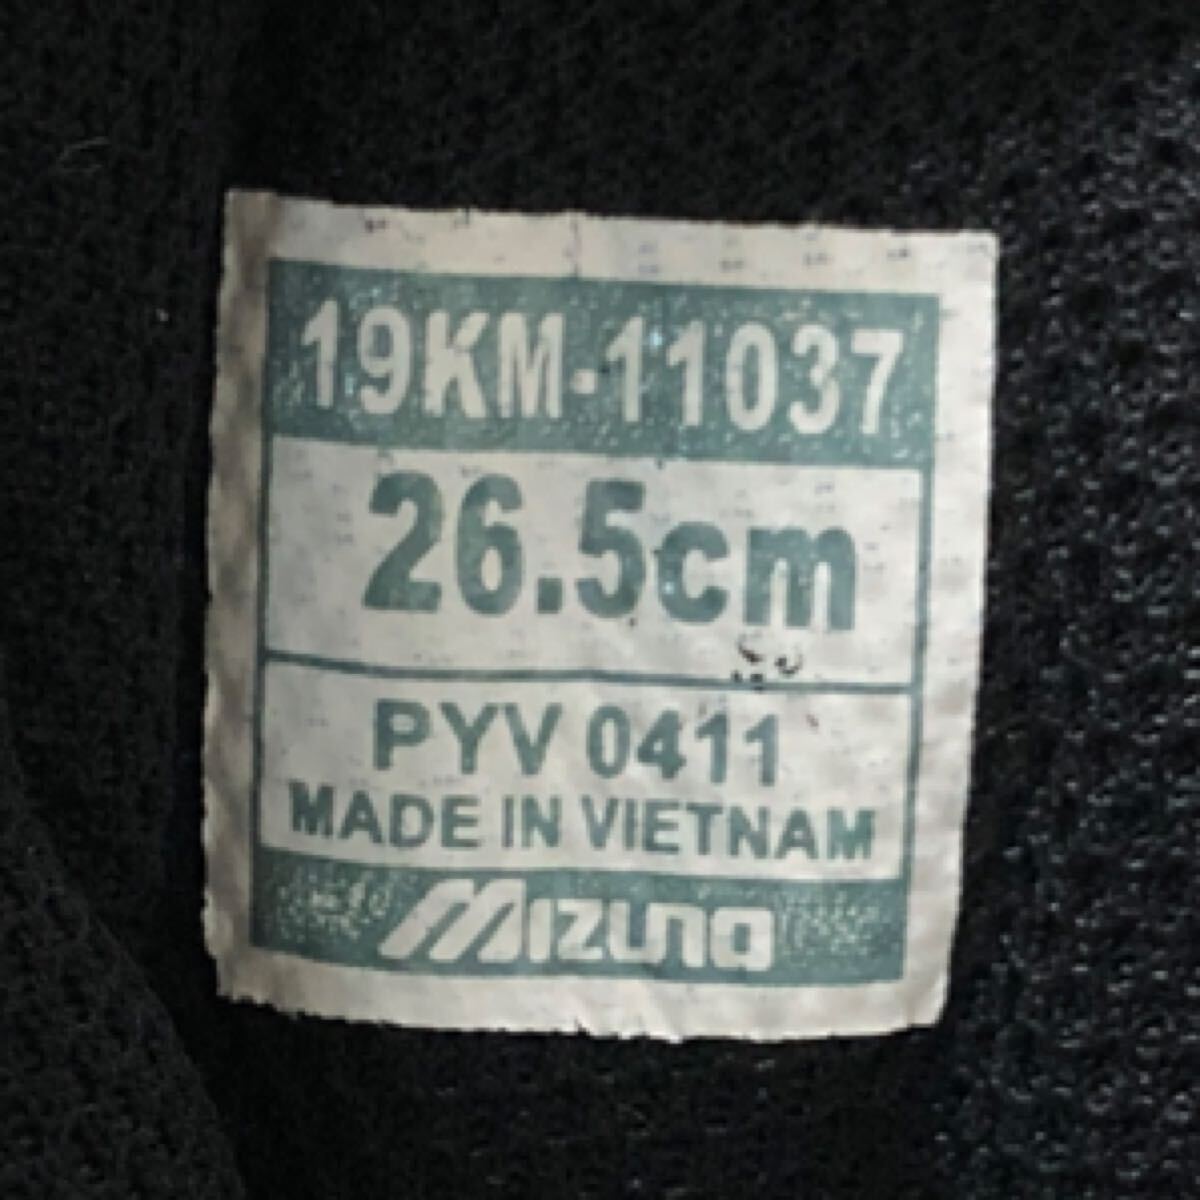 19KM-11037
26.5cm
PYV 0411
MADE IN VIETNAM
MIZUNO